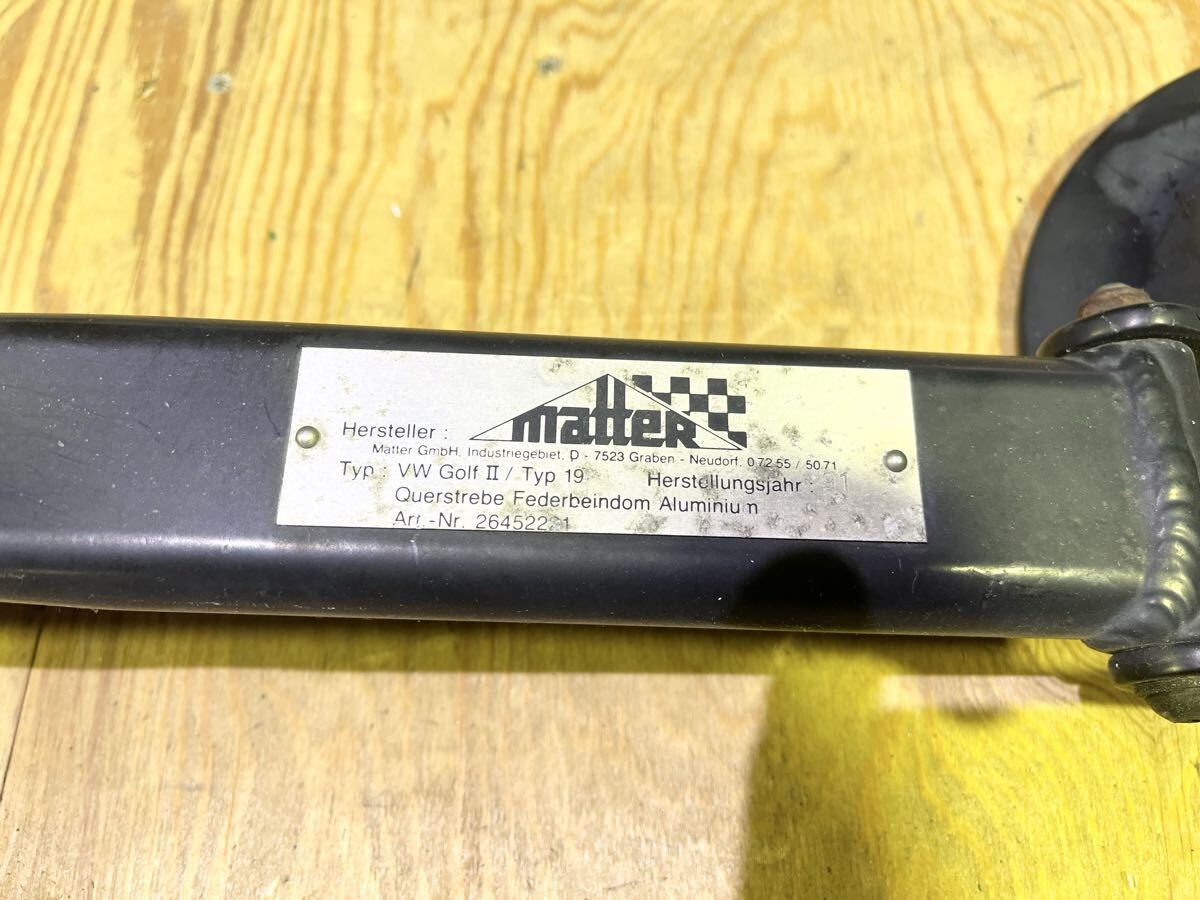 matter
Hersteller :
Matter GmbH, Industriegebiet, D - 7523 Graben - Neudorf, 0 72 55 / 50 71
Typ : VW Golf II / Typ 19 Herstellungsjahr :
Querstrebe Federbeindom Aluminium
Art.-Nr.